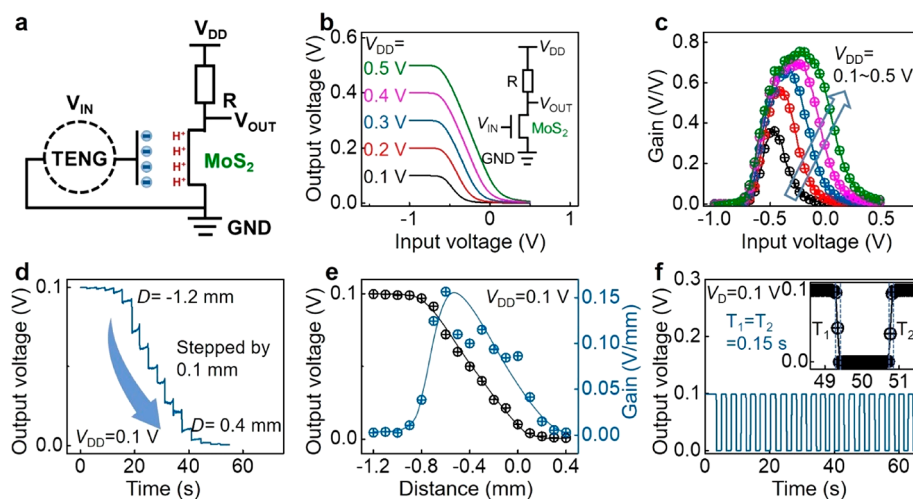 a
V_DD
R
V_IN
V_OUT
TENG
H⁺
H⁺
H⁺
H⁺
MoS₂
GND
b
Output voltage (V)
0.6
0.4
0.2
0.0
V_DD=
0.5 V
0.4 V
0.3 V
0.2 V
0.1 V
V_DD
R
V_OUT
V_IN
MoS₂
GND
-1 0 1
Input voltage (V)
c
Gain (V/V)
0.8
0.6
0.4
0.2
0.0
V_DD=
0.1~0.5 V
-1.0 -0.5 0.0 0.5
Input voltage (V)
d
Output voltage (V)
0.1
0.0
D= -1.2 mm
Stepped by
0.1 mm
D= 0.4 mm
V_DD=0.1 V
0 20 40 60
Time (s)
e
Output voltage (V)
0.1
0.0
V_DD=0.1 V
0.15
0.10
0.05
0.00
Gain (V/mm)
-1.2 -0.8 -0.4 0.0 0.4
Distance (mm)
f
Output voltage (V)
0.3
0.2
0.1
0.0
V_D=0.1 V
T₁=T₂
=0.15 s
0.1
0.0
T₁
T₂
49 50 51
0 20 40 60
Time (s)